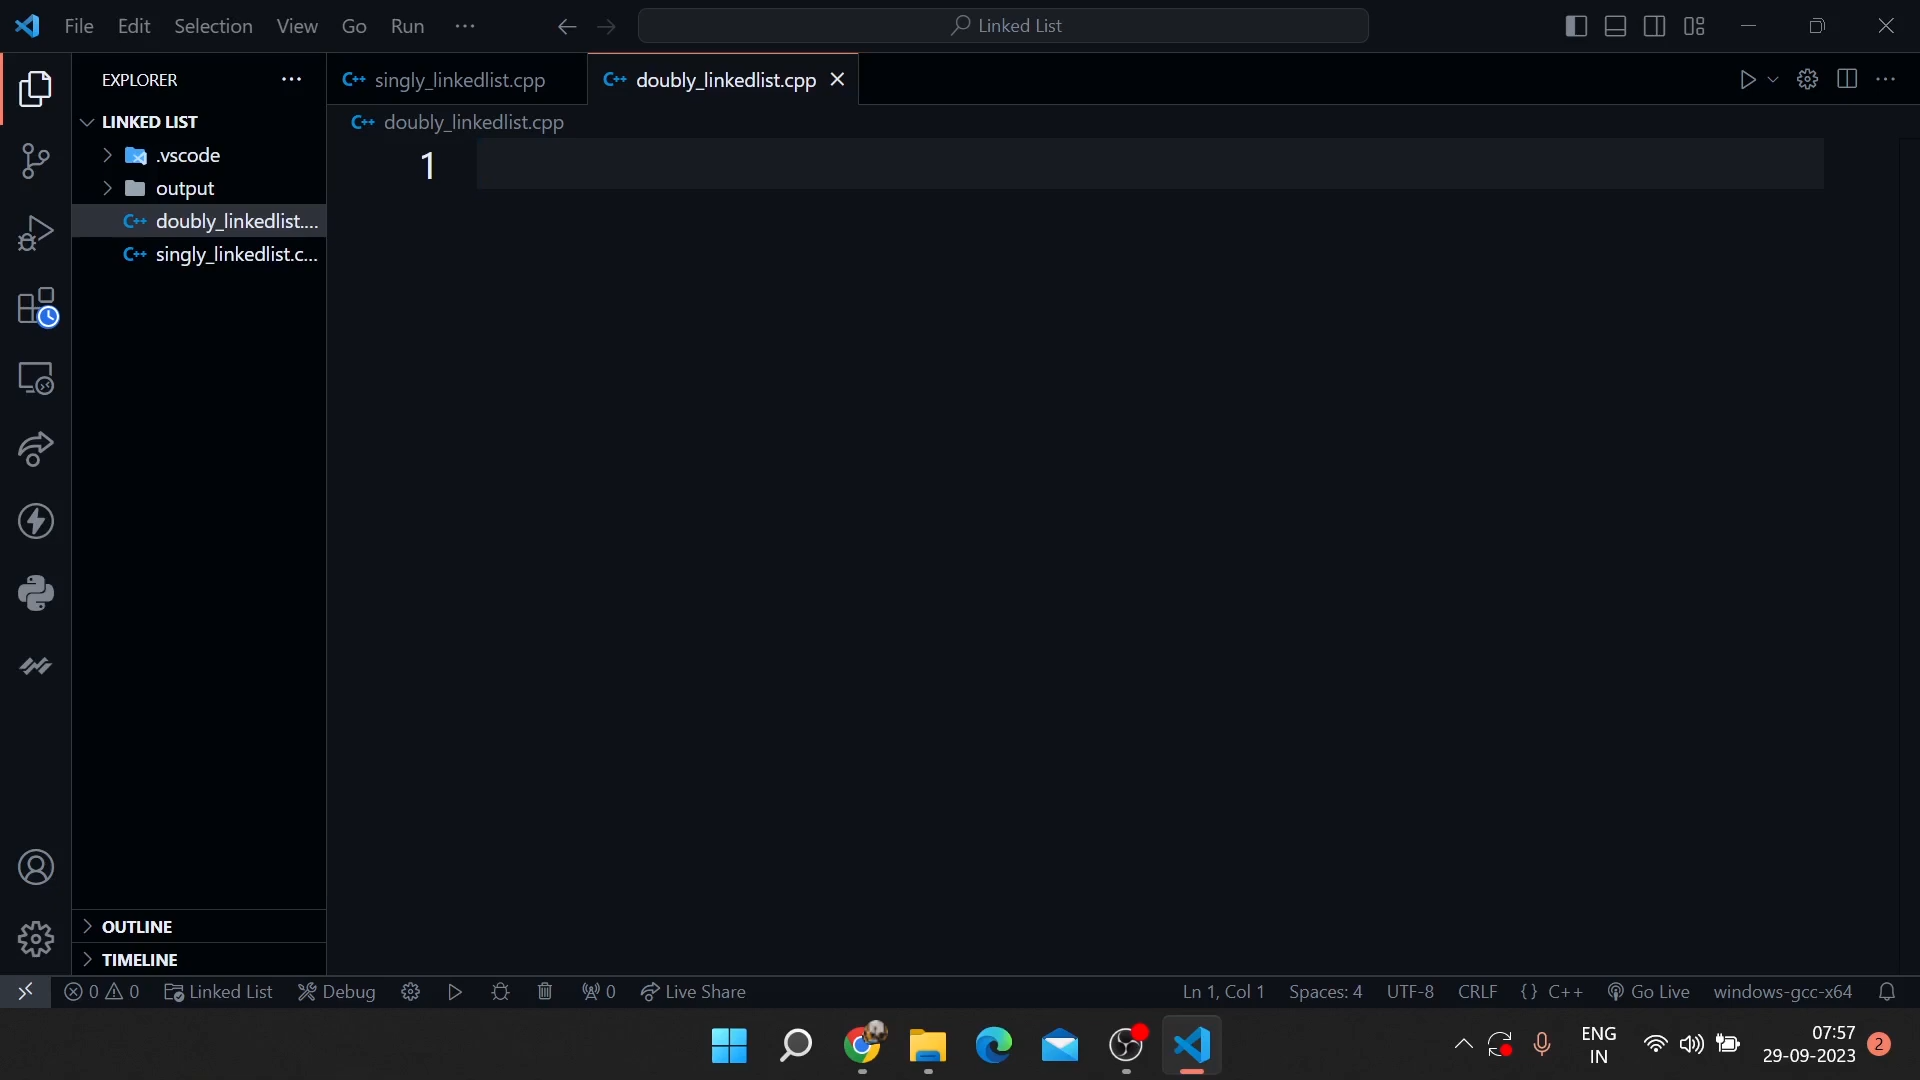 File Edit Selection View Go Run ···
Linked List
EXPLORER ···
singly_linkedlist.cpp
doubly_linkedlist.cpp
LINKED LIST
doubly_linkedlist.cpp
.vscode
1
output
doubly_linkedlist....
singly_linkedlist.c...
OUTLINE
TIMELINE
0 0 Linked List Debug 0 Live Share Ln 1, Col 1 Spaces: 4 UTF-8 CRLF {} C++ Go Live windows-gcc-x64
ENG
IN
07:57
29-09-2023
2